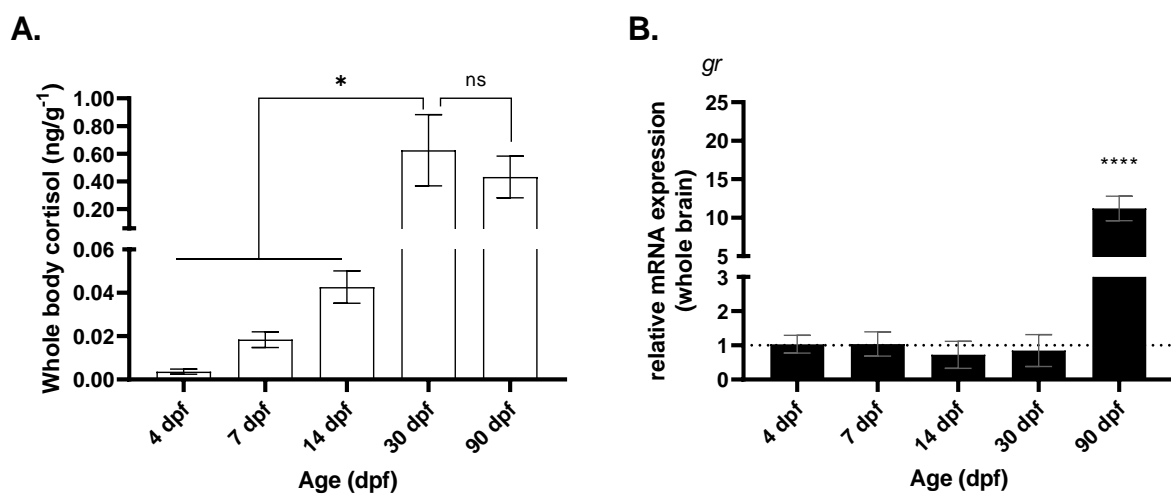 A.
Whole body cortisol (ng/g⁻¹)
1.00
0.80
0.60
0.40
0.20
0.06
0.04
0.02
0.00
*
ns
4 dpf
7 dpf
14 dpf
30 dpf
90 dpf
Age (dpf)
B.
gr
relative mRNA expression
(whole brain)
25
20
15
10
5
3
2
1
0
****
4 dpf
7 dpf
14 dpf
30 dpf
90 dpf
Age (dpf)